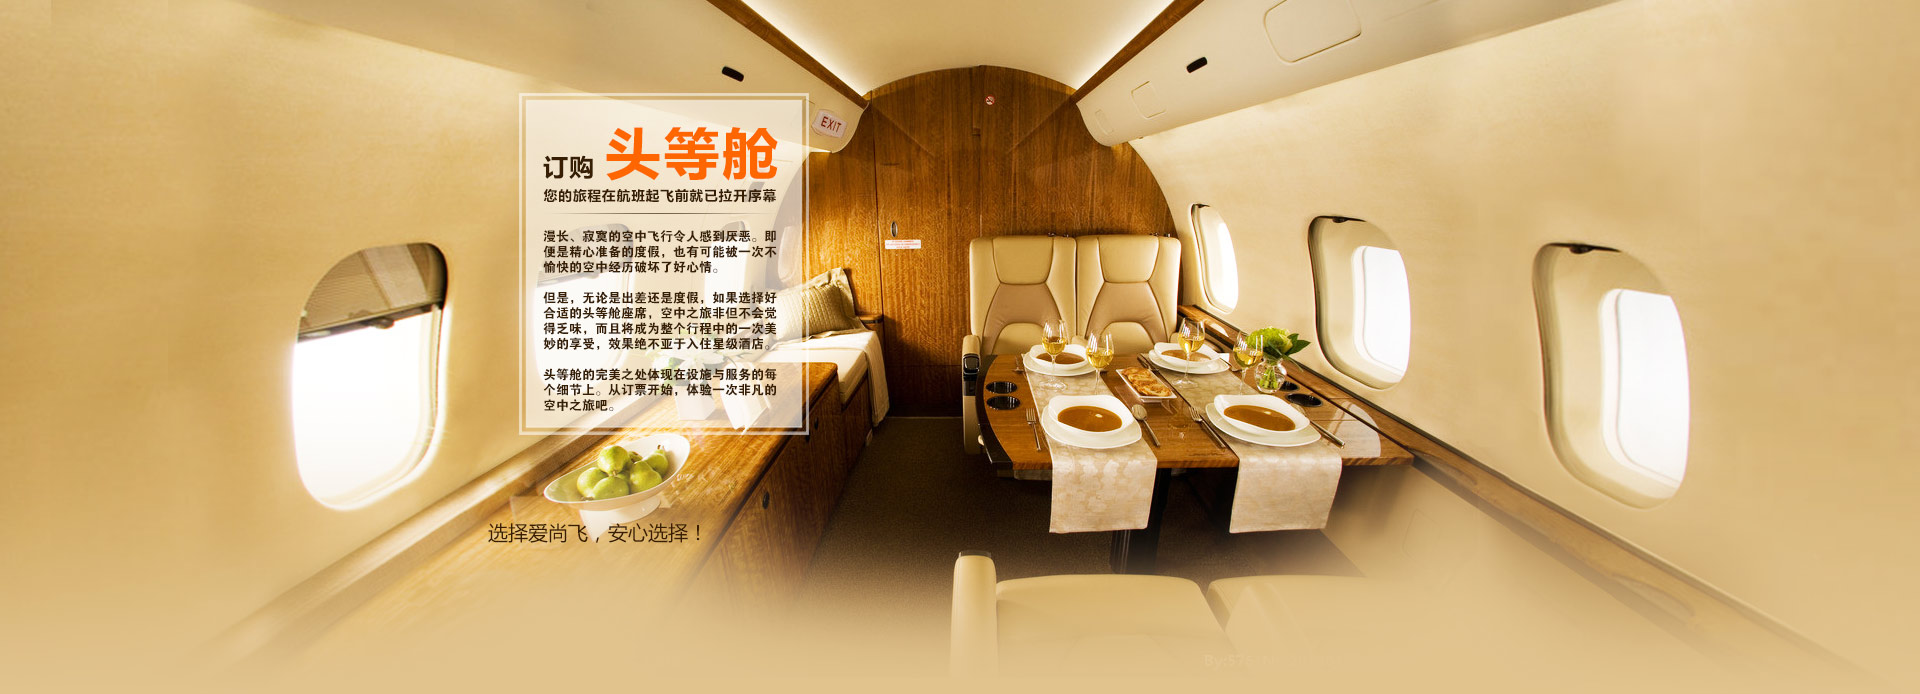 EXIT
订购 头等舱
您的旅程在航班起飞前就已拉开序幕
漫长、寂寞的空中飞行令人感到厌恶。即
便是精心准备的度假，也有可能被一次不
愉快的空中经历破坏了好心情。
但是，无论是出差还是度假，如果选择好
合适的头等舱座席，空中之旅非但不会觉
得乏味，而且将成为整个行程中的一次美
妙的享受，效果绝不亚于入住星级酒店。
头等舱的完美之处体现在设施与服务的每
个细节上。从订票开始，体验一次非凡的
空中之旅吧。
选择爱尚飞，安心选择！